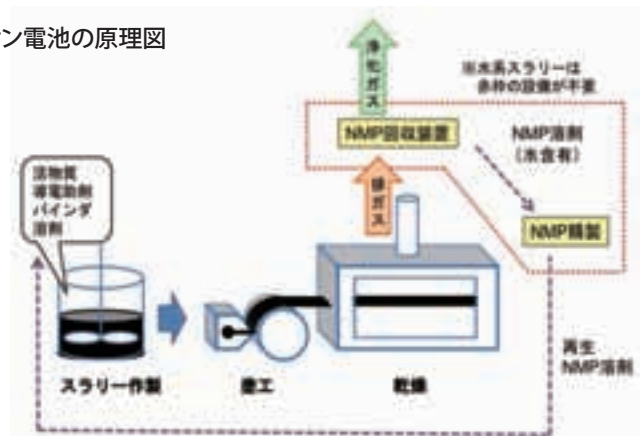 ン電池の原理図
浄化ガス
※水系スラリーは
赤枠の設備が不要
NMP回収装置
NMP溶剤
(水含有)
活物質
導電助剤
バインダ
溶剤
排ガス
NMP精製
再生
NMP溶剤
スラリー作製
塗工
乾燥